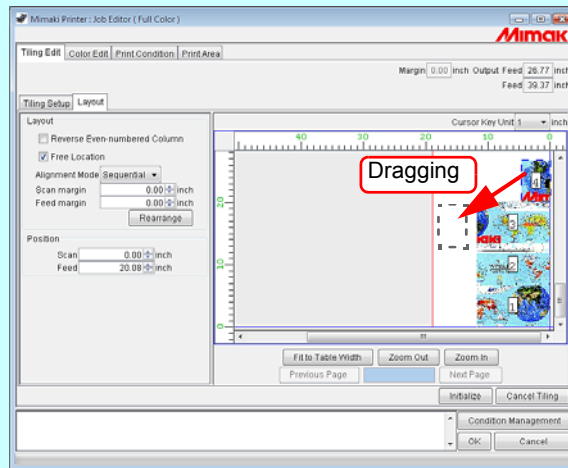 Mimaki Printer : Job Editor ( Full Color )
Mimaki
Tiling Edit Color Edit Print Condition Print Area
Margin 0.00 inch Output Feed 26.77 inch
Feed 39.37 inch
Tiling Setup Layout
Layout
Cursor Key Unit 1 inch
Reverse Even-numbered Column
40 30 20 10 0
Free Location
Alignment Mode Sequential
Scan margin 0.00 inch
Feed margin 0.00 inch
Rearrange
Position
Scan 0.00 inch
Feed 20.08 inch
Dragging
20
10
0
4
3
2
1
Fit to Table Width Zoom Out Zoom In
Previous Page Next Page
Initialize Cancel Tiling
Condition Management
OK Cancel